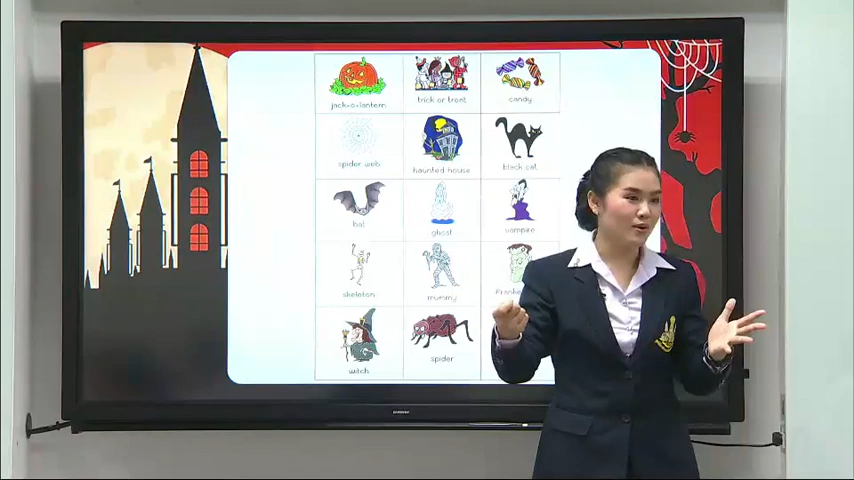 jack-o-lantern
trick or treat
candy
spider web
haunted house
black cat
bat
ghost
vampire
skeleton
mummy
Franke
witch
spider
SAMSUNG